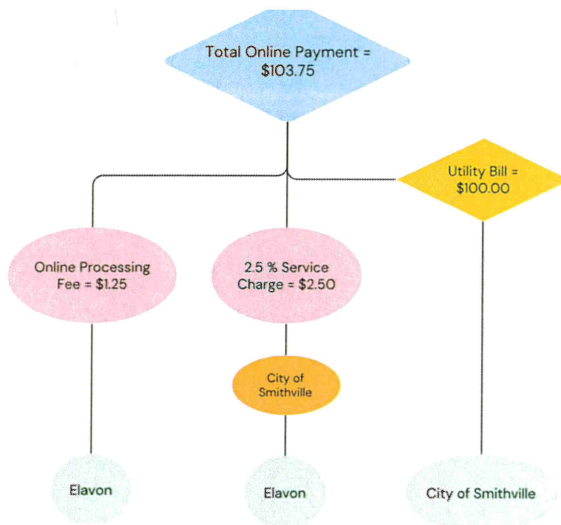 Total Online Payment =
$103.75
Utility Bill =
$100.00
Online Processing
Fee = $1.25
2.5 % Service
Charge = $2.50
City of
Smithville
Elavon
Elavon
City of Smithville